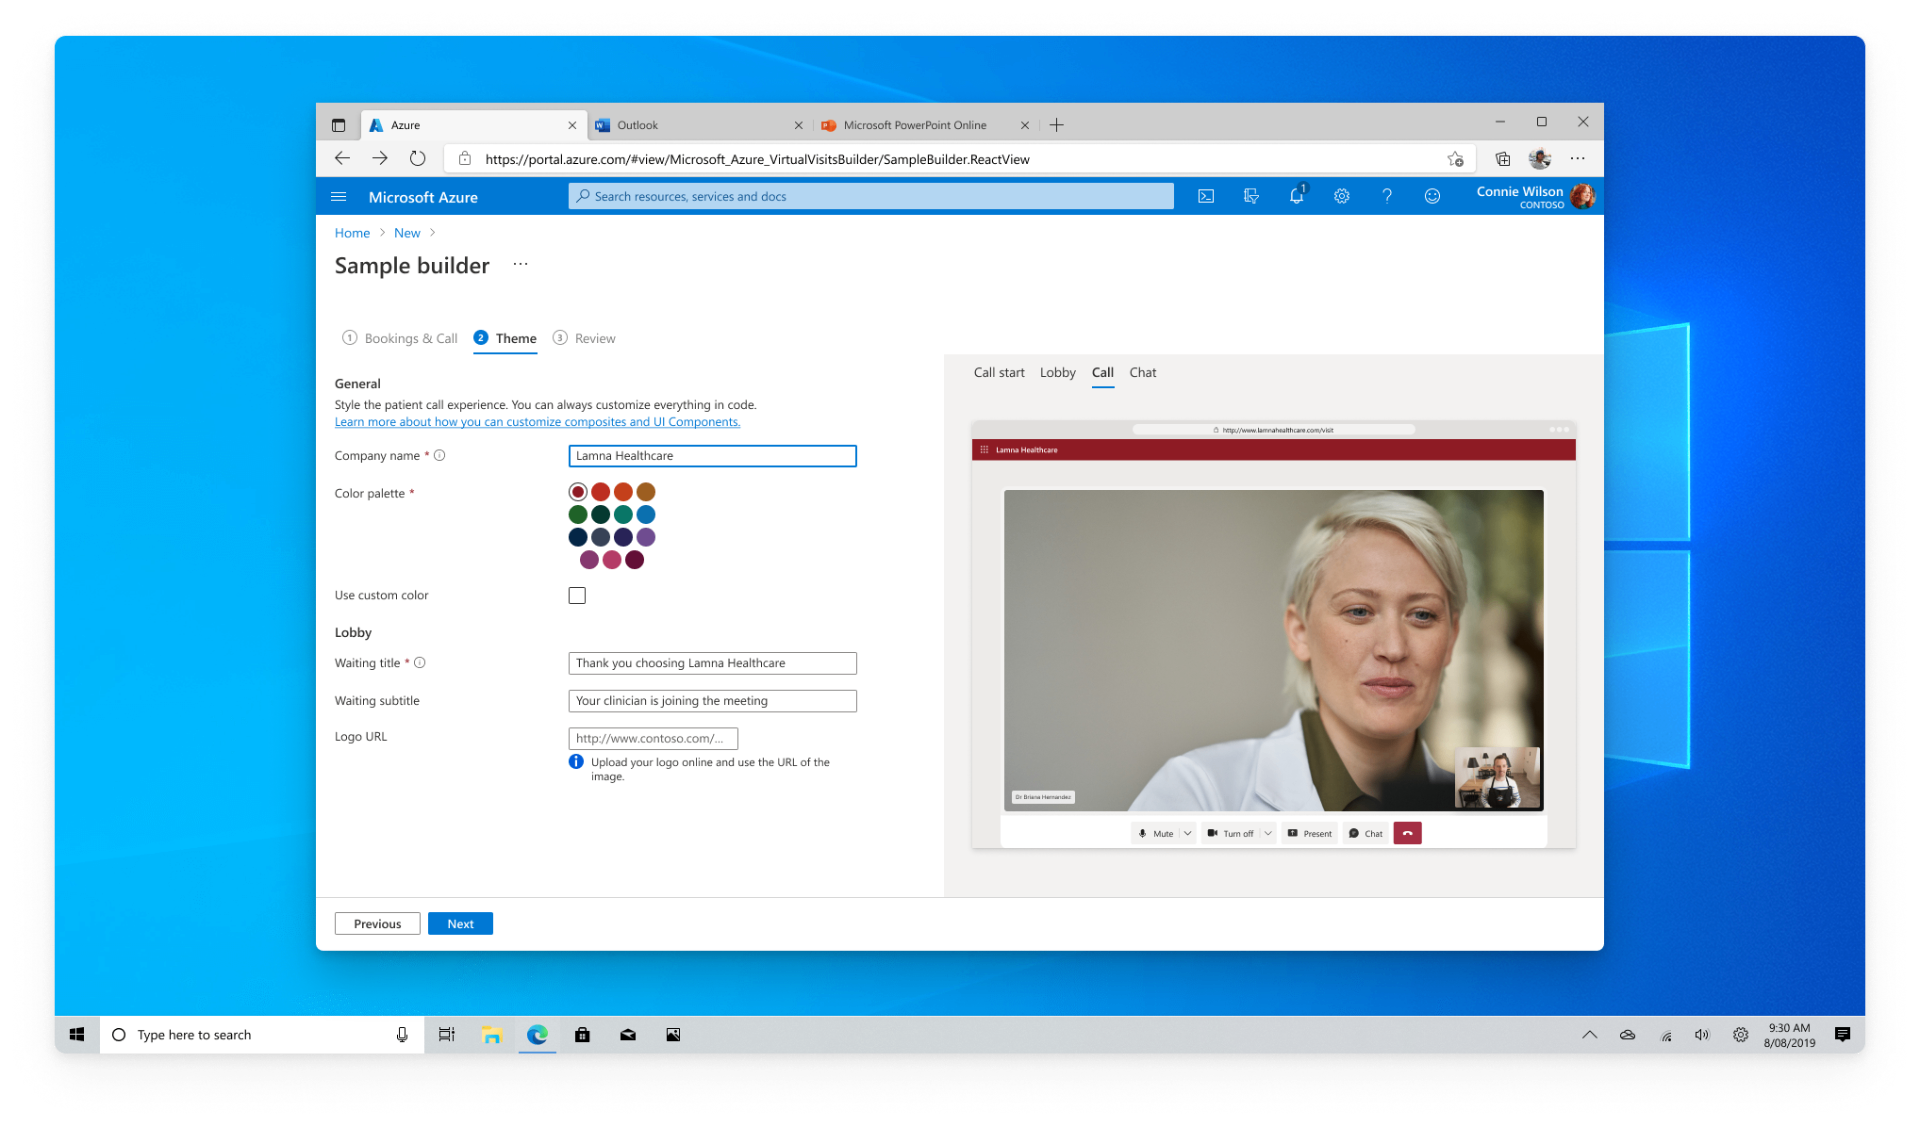 Azure
Outlook
Microsoft PowerPoint Online
https://portal.azure.com/#view/Microsoft_Azure_VirtualVisitsBuilder/SampleBuilder.ReactView
Microsoft Azure
Search resources, services and docs
1
Connie Wilson
CONTOSO
Home > New >
Sample builder ...
1 Bookings & Call
2 Theme
3 Review
General
Style the patient call experience. You can always customize everything in code.
Learn more about how you can customize composites and UI Components.
Company name *
Lamna Healthcare
Color palette *
Use custom color
Lobby
Waiting title *
Thank you choosing Lamna Healthcare
Waiting subtitle
Your clinician is joining the meeting
Logo URL
http://www.contoso.com/...
Upload your logo online and use the URL of the
image.
Previous
Next
Call start
Lobby
Call
Chat
http://www.lamnahealthcare.com/visit
Lamna Healthcare
Dr Briana Hernandez
Mute
Turn off
Present
Chat
Type here to search
9:30 AM
8/08/2019